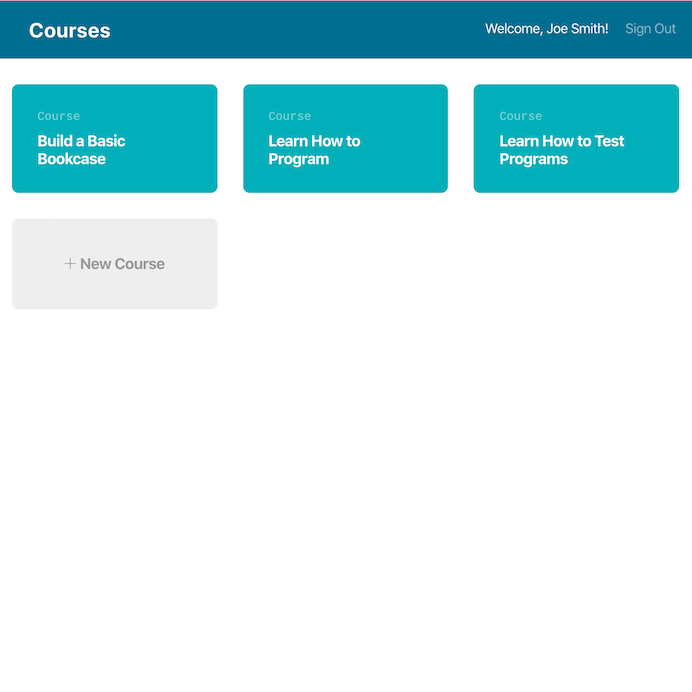 Courses
Welcome, Joe Smith! Sign Out
Course
Build a Basic
Bookcase
Course
Learn How to
Program
Course
Learn How to Test
Programs
+ New Course